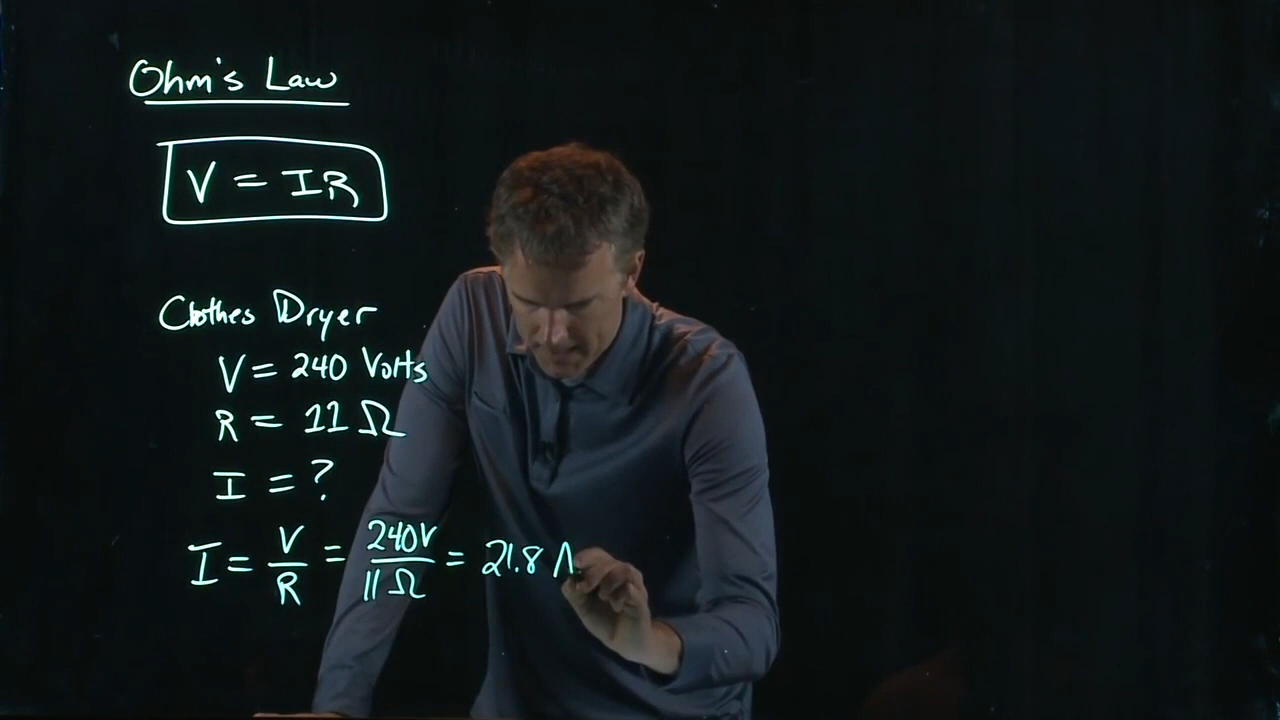 Ohm's Law
V = IR
Clothes Dryer
V = 240 Volts
R = 11 Ω
I = ?
I = V/R = 240V/11 Ω = 21.8 A